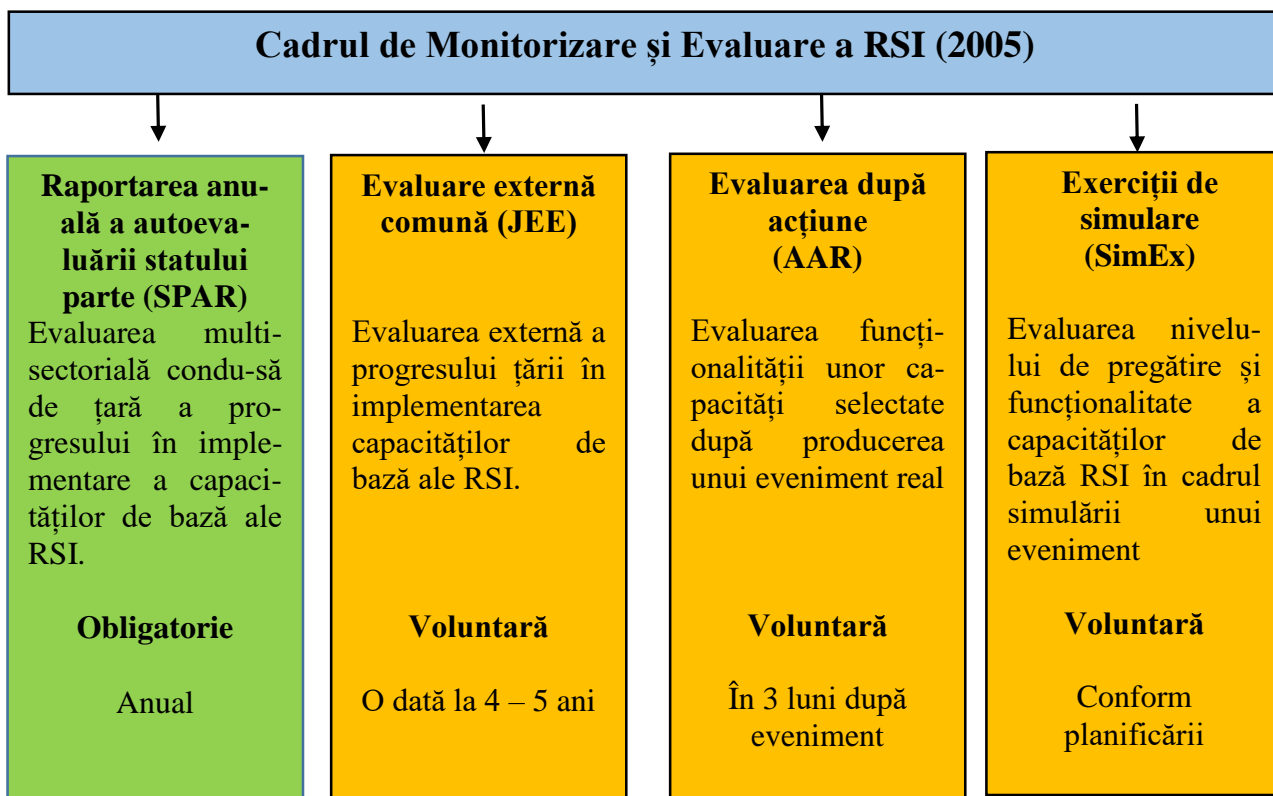 Cadrul de Monitorizare și Evaluare a RSI (2005)
Raportarea anu-
ală a autoeva-
luării statului
parte (SPAR)
Evaluarea multi-
sectorială condu-să
de țară a pro-
gresului în imple-
mentare a capaci-
tăților de bază ale
RSI.
Obligatorie
Anual
Evaluare externă
comună (JEE)
Evaluarea externă a
progresului țării în
implementarea
capacităților de
bază ale RSI.
Voluntară
O dată la 4 – 5 ani
Evaluarea după
acțiune
(AAR)
Evaluarea funcți-
onalității unor ca-
pacități selectate
după producerea
unui eveniment real
Voluntară
În 3 luni după
eveniment
Exerciții de
simulare
(SimEx)
Evaluarea nivelu-
lui de pregătire și
funcționalitate a
capacităților de
bază RSI în cadrul
simulării unui
eveniment
Voluntară
Conform
planificării